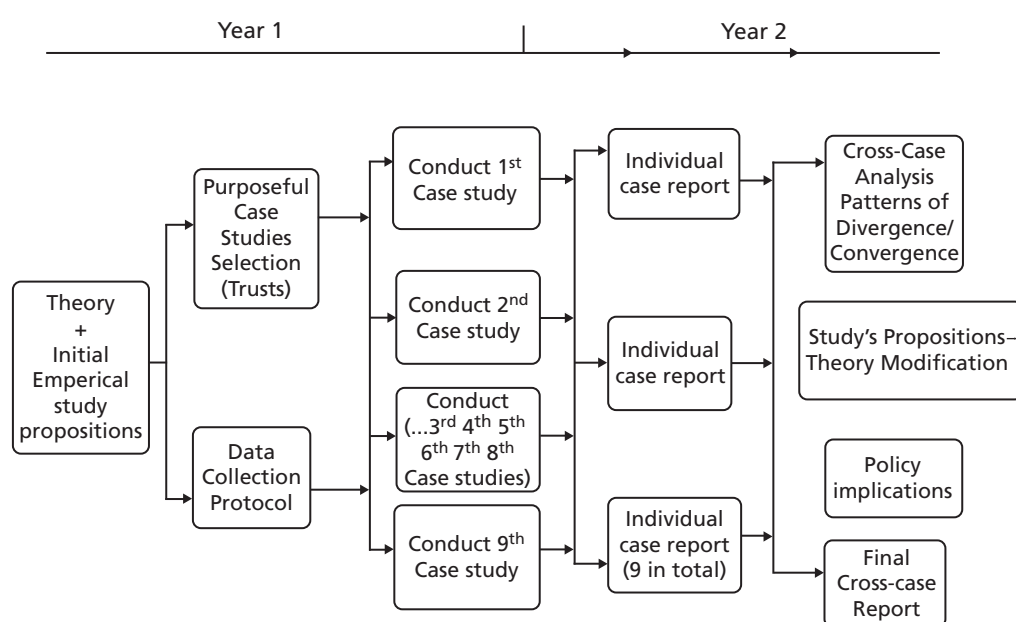 Year 1
Year 2
Theory
+
Initial
Emperical
study
propositions
Purposeful
Case
Studies
Selection
(Trusts)
Data
Collection
Protocol
Conduct 1st
Case study
Conduct 2nd
Case study
Conduct
(...3rd 4th 5th
6th 7th 8th
Case studies)
Conduct 9th
Case study
Individual
case report
Individual
case report
Individual
case report
(9 in total)
Cross-Case
Analysis
Patterns of
Divergence/
Convergence
Study's Propositions–
Theory Modification
Policy
implications
Final
Cross-case
Report